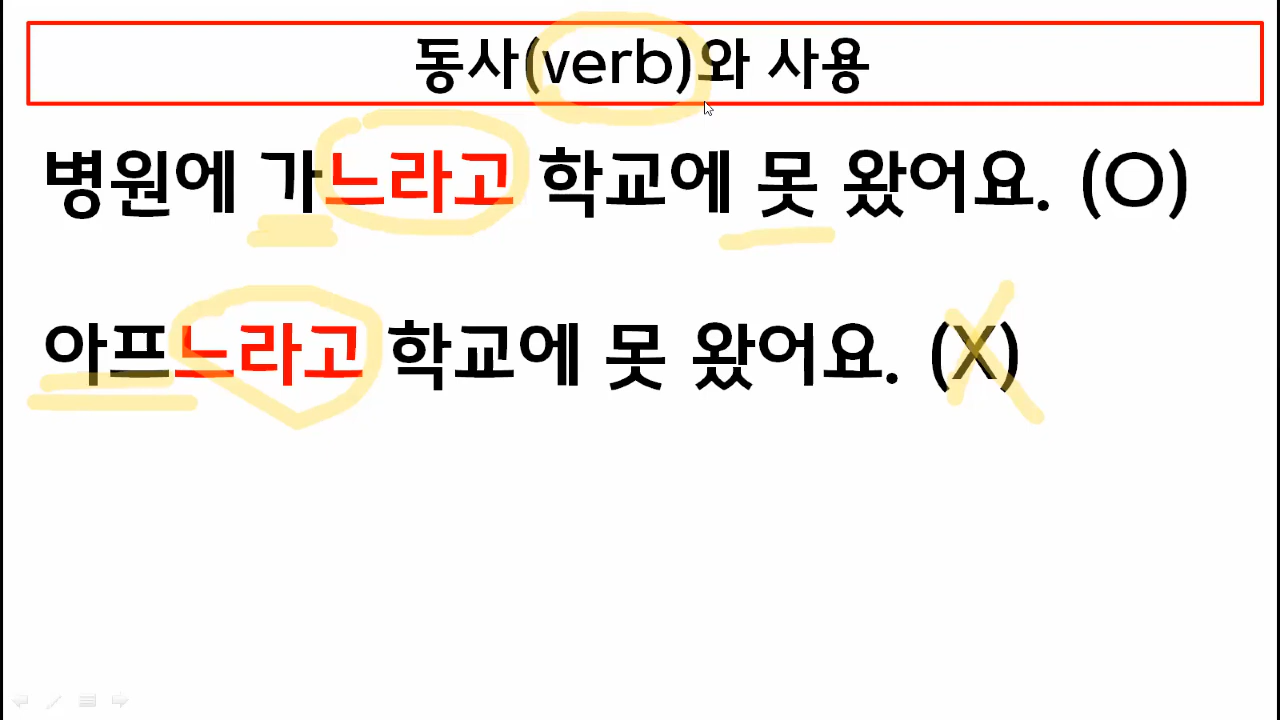 동사(verb)와 사용
병원에 가느라고 학교에 못 왔어요. (O)
아프느라고 학교에 못 왔어요. (X)